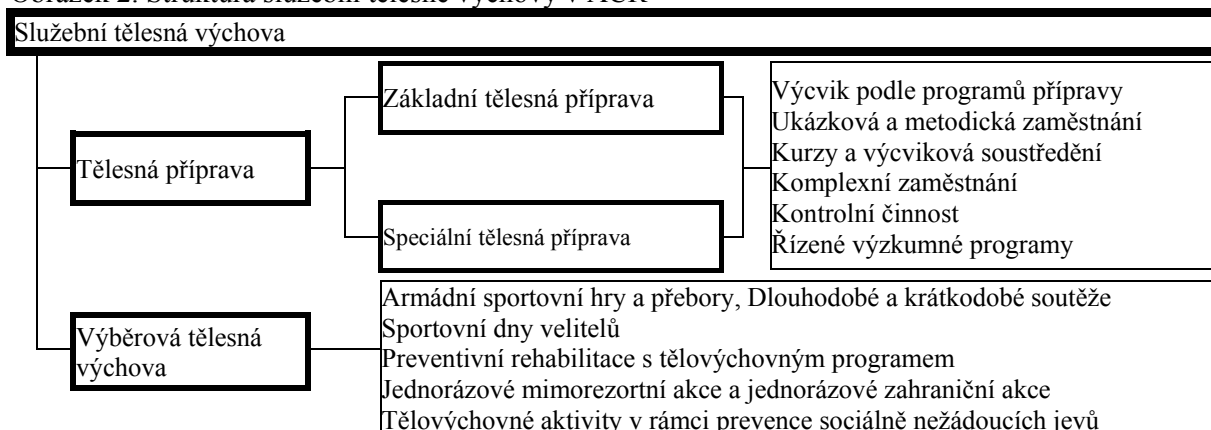 Služební tělesná výchova
Základní tělesná příprava
Výcvik podle programů přípravy
Ukázková a metodická zaměstnání
Kurzy a výcviková soustředění
Komplexní zaměstnání
Kontrolní činnost
Řízené výzkumné programy
Tělesná příprava
Speciální tělesná příprava
Výběrová tělesná
výchova
Armádní sportovní hry a přebory, Dlouhodobé a krátkodobé soutěže
Sportovní dny velitelů
Preventivní rehabilitace s tělovýchovným programem
Jednorázové mimorezortní akce a jednorázové zahraniční akce
Tělovýchovné aktivity v rámci prevence sociálně nežádoucích jevů